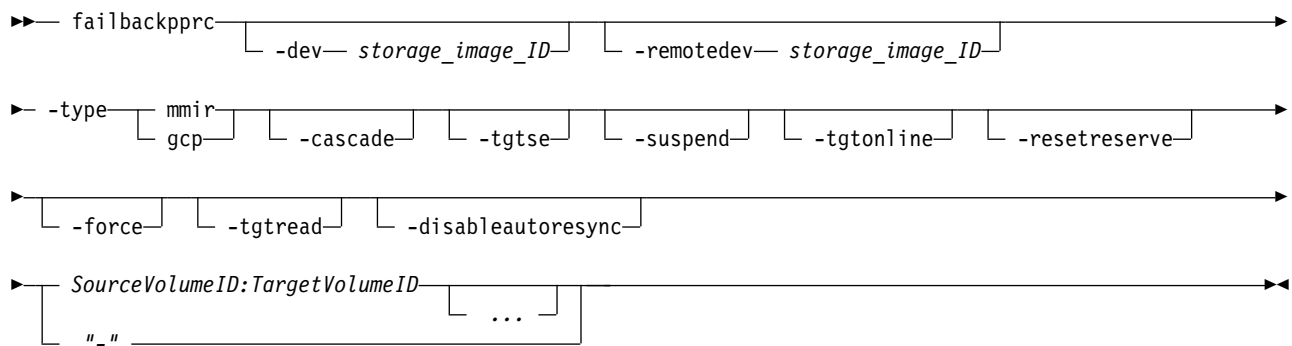 failbackpprc
-dev storage_image_ID -remotedev storage_image_ID
-type mmir -cascade -tgtse -suspend -tgtonline -resetreserve
gcp
-force -tgtread -disableautoresync
SourceVolumeID:TargetVolumeID
...
"-"